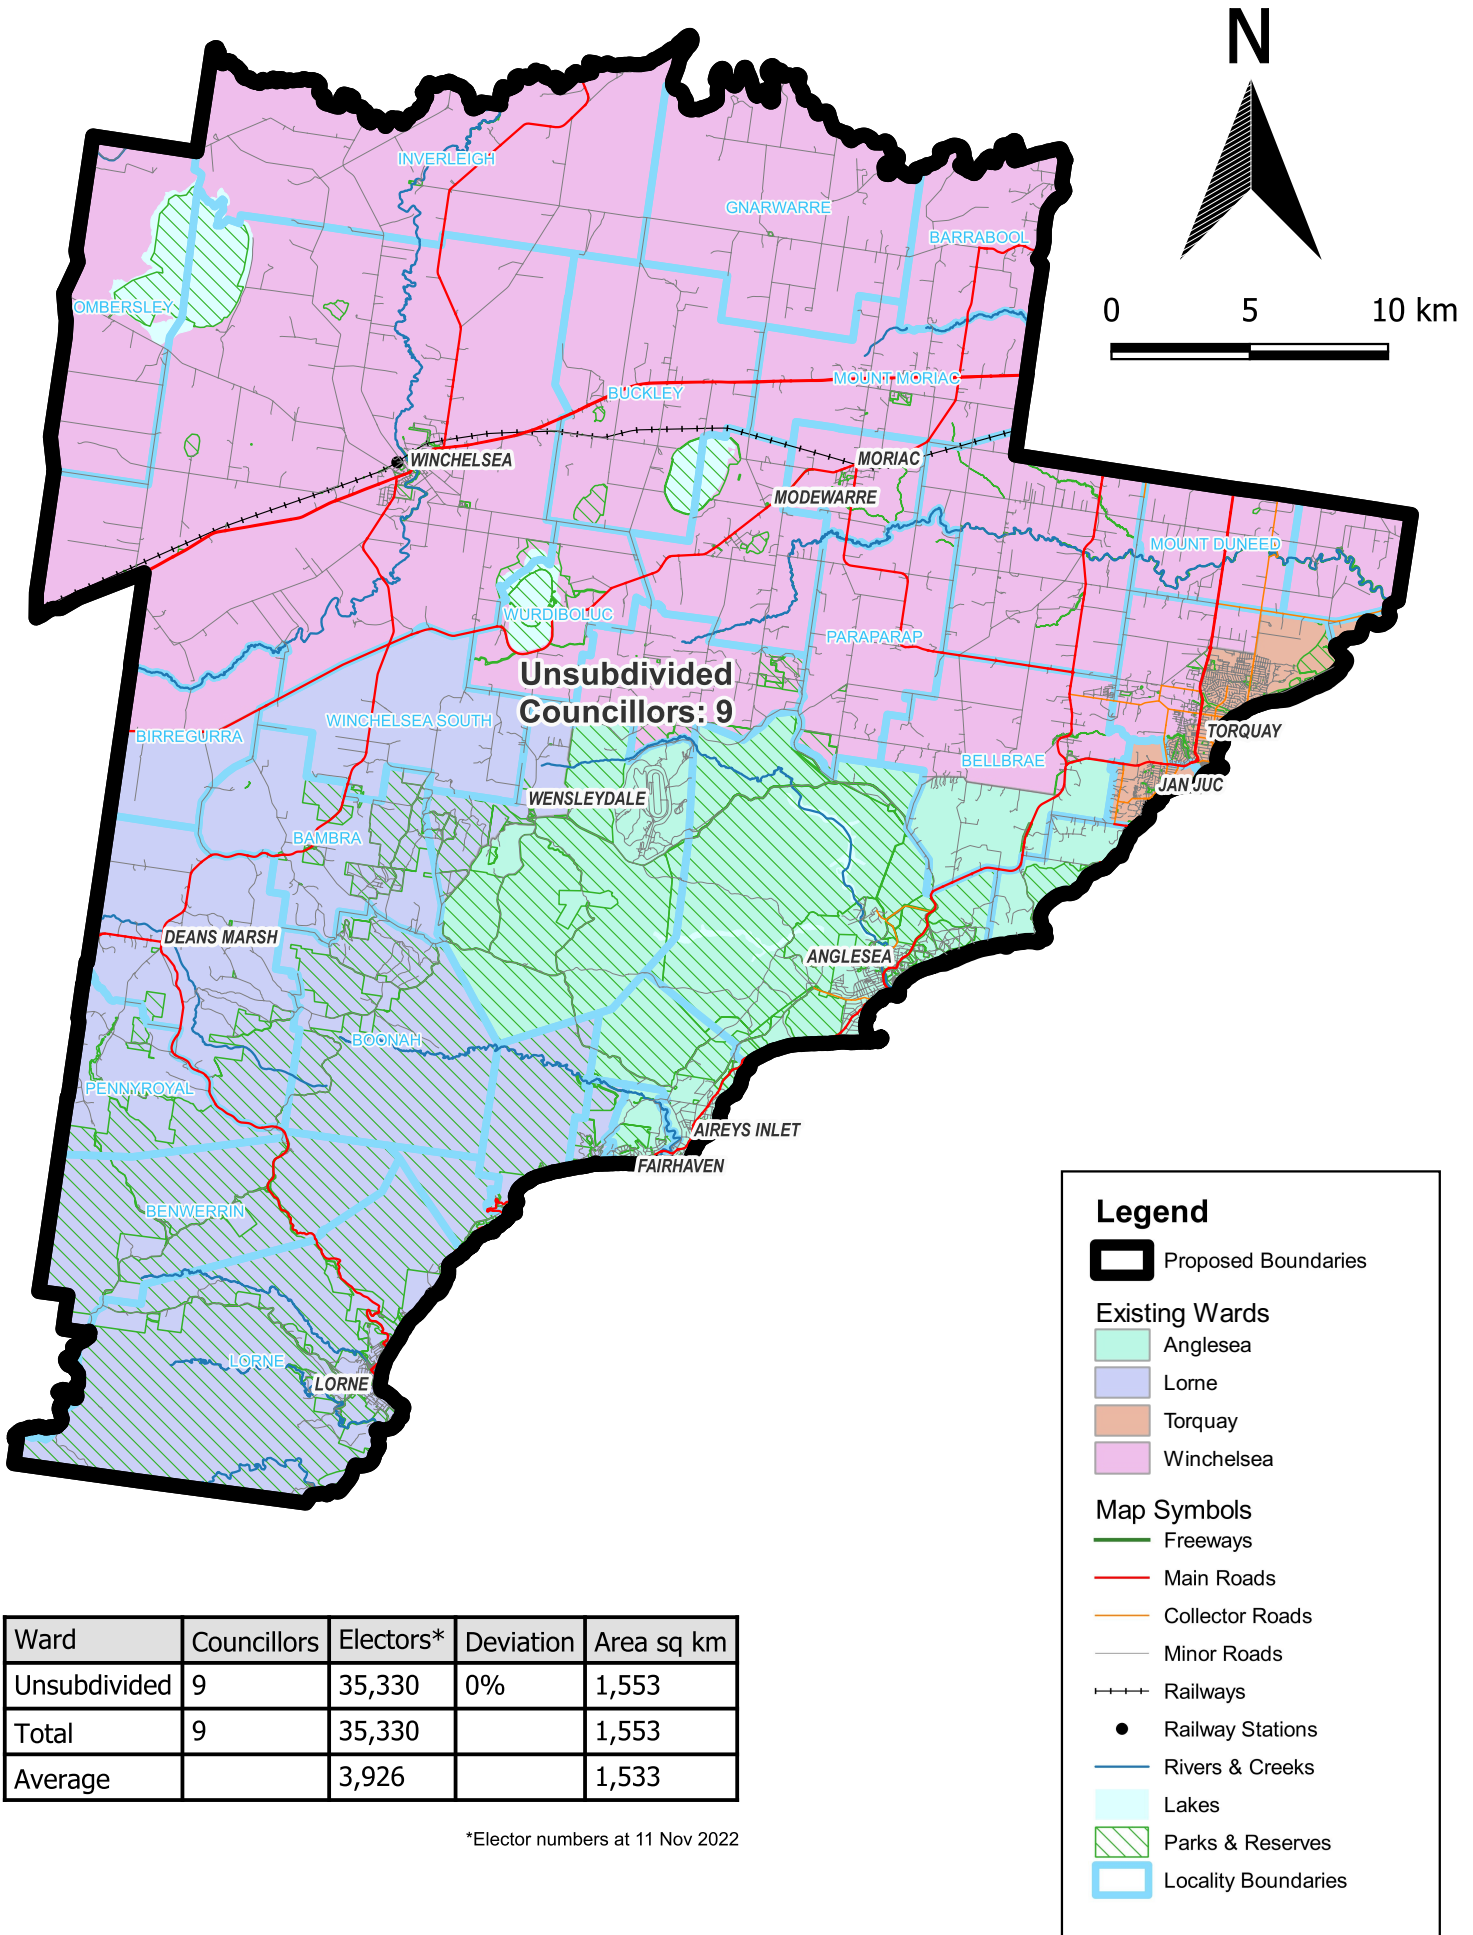 N
0 5 10 km
INVERLEIGH
GNARWARRE
BARRABOOL
OMBERSLEY
MOUNT MORIAC
BUCKLEY
WINCHELSEA
MORIAC
MODEWARRE
MOUNT DUNEED
WURDIBOLUC
PARAPARAP
Unsubdivided
Councillors: 9
WINCHELSEA SOUTH
BIRREGURRA
TORQUAY
BELLBRAE
JAN JUC
WENSLEYDALE
BAMBRA
DEANS MARSH
ANGLESEA
BOONAH
PENNYROYAL
AIREYS INLET
FAIRHAVEN
BENWERRIN
LORNE
LORNE
Legend
Proposed Boundaries
Existing Wards
Anglesea
Lorne
Torquay
Winchelsea
Map Symbols
Freeways
Main Roads
Collector Roads
Minor Roads
Railways
Railway Stations
Rivers & Creeks
Lakes
Parks & Reserves
Locality Boundaries
Ward Councillors Electors* Deviation Area sq km
Unsubdivided 9 35,330 0% 1,553
Total 9 35,330 1,553
Average 3,926 1,533
*Elector numbers at 11 Nov 2022